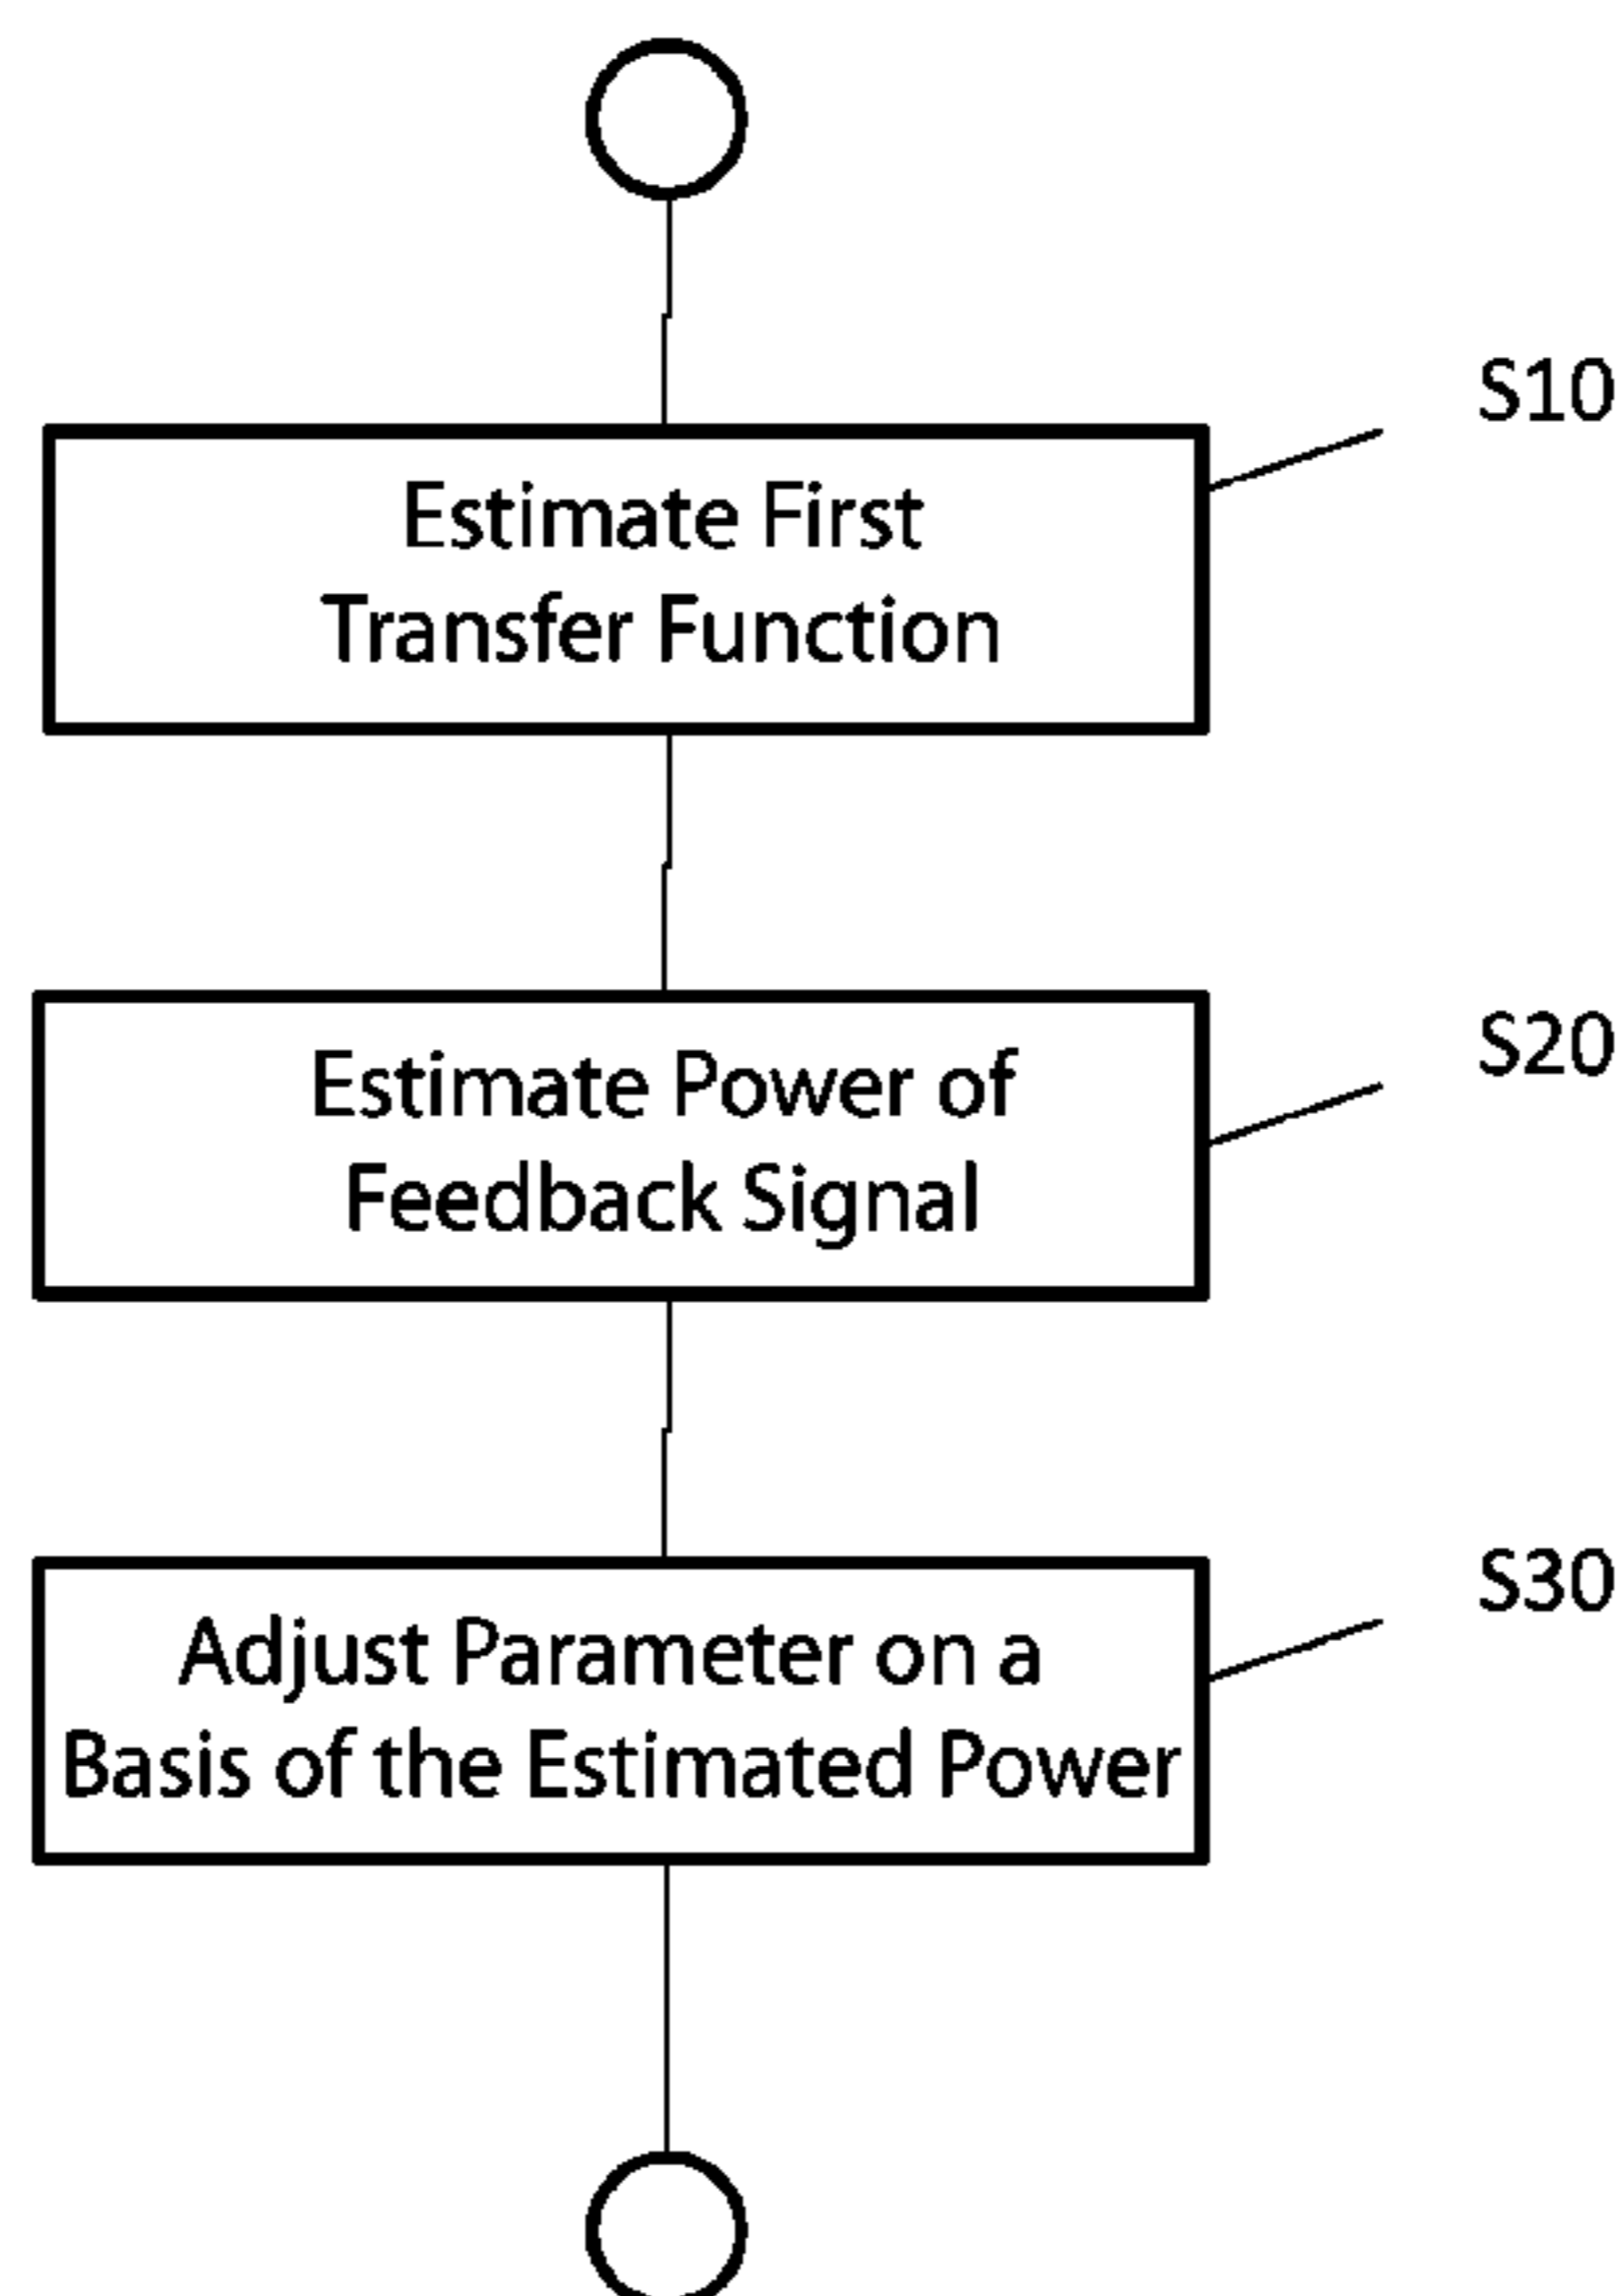 S10
Estimate First
Transfer Function
S20
Estimate Power of
Feedback Signal
S30
Adjust Parameter on a
Basis of the Estimated Power